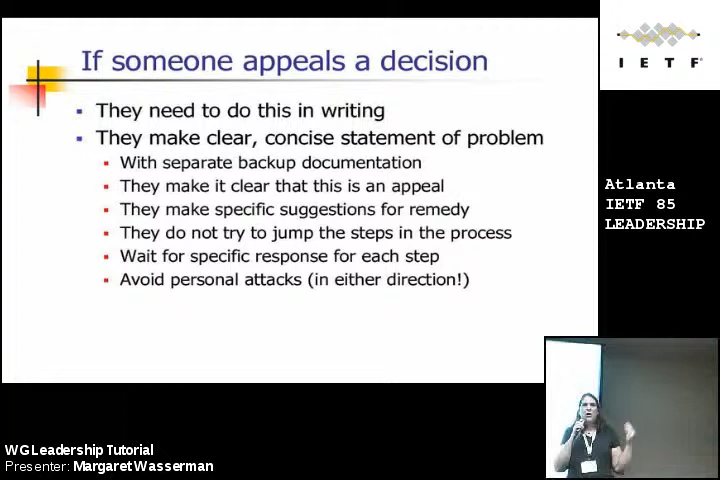 If someone appeals a decision
They need to do this in writing
They make clear, concise statement of problem
With separate backup documentation
They make it clear that this is an appeal
They make specific suggestions for remedy
They do not try to jump the steps in the process
Wait for specific response for each step
Avoid personal attacks (in either direction!)
I E T F®
Atlanta
IETF 85
LEADERSHIP
WG Leadership Tutorial
Presenter: Margaret Wasserman